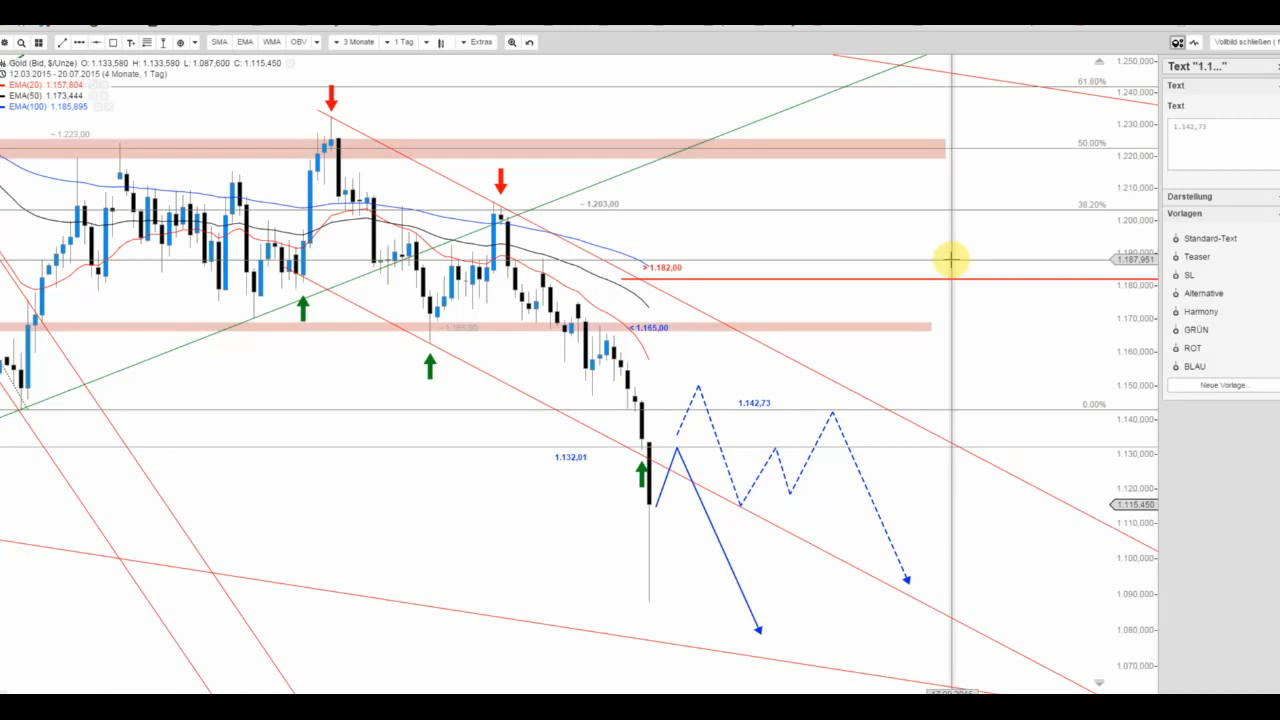 SMA EMA WMA OBV 3 Monate 1 Tag Extras Vollbild schließen (
Gold (Bid, $/Unze) O: 1.133,580 H: 1.133,580 L: 1.087,600 C: 1.115,450
12.03.2015 - 20.07.2015 (4 Monate, 1 Tag)
EMA(20) 1.157,804
EMA(50) 1.173,444
EMA(100) 1.185,895
~ 1.223,00
~ 1.203,00
> 1.182,00
~ 1.165,00
< 1.165,00
1.142,73
1.132,01
61.80%
50.00%
38.20%
0.00%
1.250,000
1.240,000
1.230,000
1.220,000
1.210,000
1.200,000
1.190,000
1.187,951
1.180,000
1.170,000
1.160,000
1.150,000
1.140,000
1.130,000
1.120,000
1.115,450
1.110,000
1.100,000
1.090,000
1.080,000
1.070,000
Text "1.1..."
Text
Text
1.142,73
Darstellung
Vorlagen
Standard-Text
Teaser
SL
Alternative
Harmony
GRÜN
ROT
BLAU
Neue Vorlage...